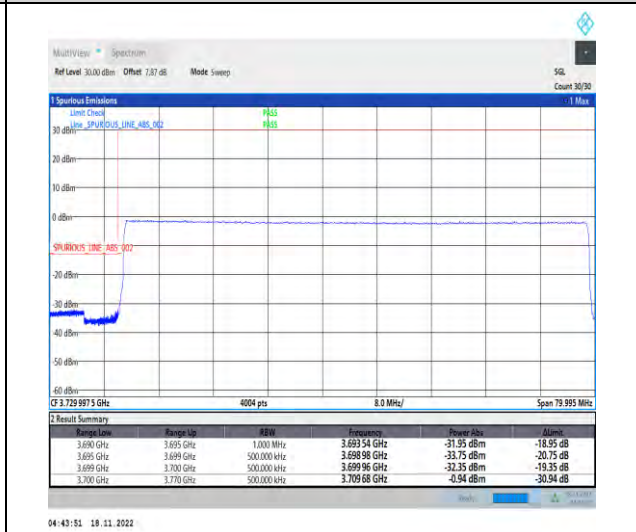 MultiView Spectrum
Ref Level 30.00 dBm Offset 7.87 dB Mode Sweep SGL
Count 30/30
1 Spurious Emissions 1 Max
Limit Check PASS
Line _SPURIOUS_LINE_ABS_002 PASS
30 dBm
20 dBm
10 dBm
0 dBm
_SPURIOUS_LINE_ABS_002
-20 dBm
-30 dBm
-40 dBm
-50 dBm
-60 dBm
CF 3.729 997 5 GHz 4004 pts 8.0 MHz/ Span 79.995 MHz
2 Result Summary
Range Low Range Up RBW Frequency Power Abs ΔLimit
3.690 GHz 3.695 GHz 1.000 MHz 3.693 54 GHz -31.95 dBm -18.95 dB
3.695 GHz 3.699 GHz 500.000 kHz 3.698 98 GHz -33.75 dBm -20.75 dB
3.699 GHz 3.700 GHz 500.000 kHz 3.699 96 GHz -32.35 dBm -19.35 dB
3.700 GHz 3.770 GHz 500.000 kHz 3.709 68 GHz -0.94 dBm -30.94 dB
04:43:51 18.11.2022